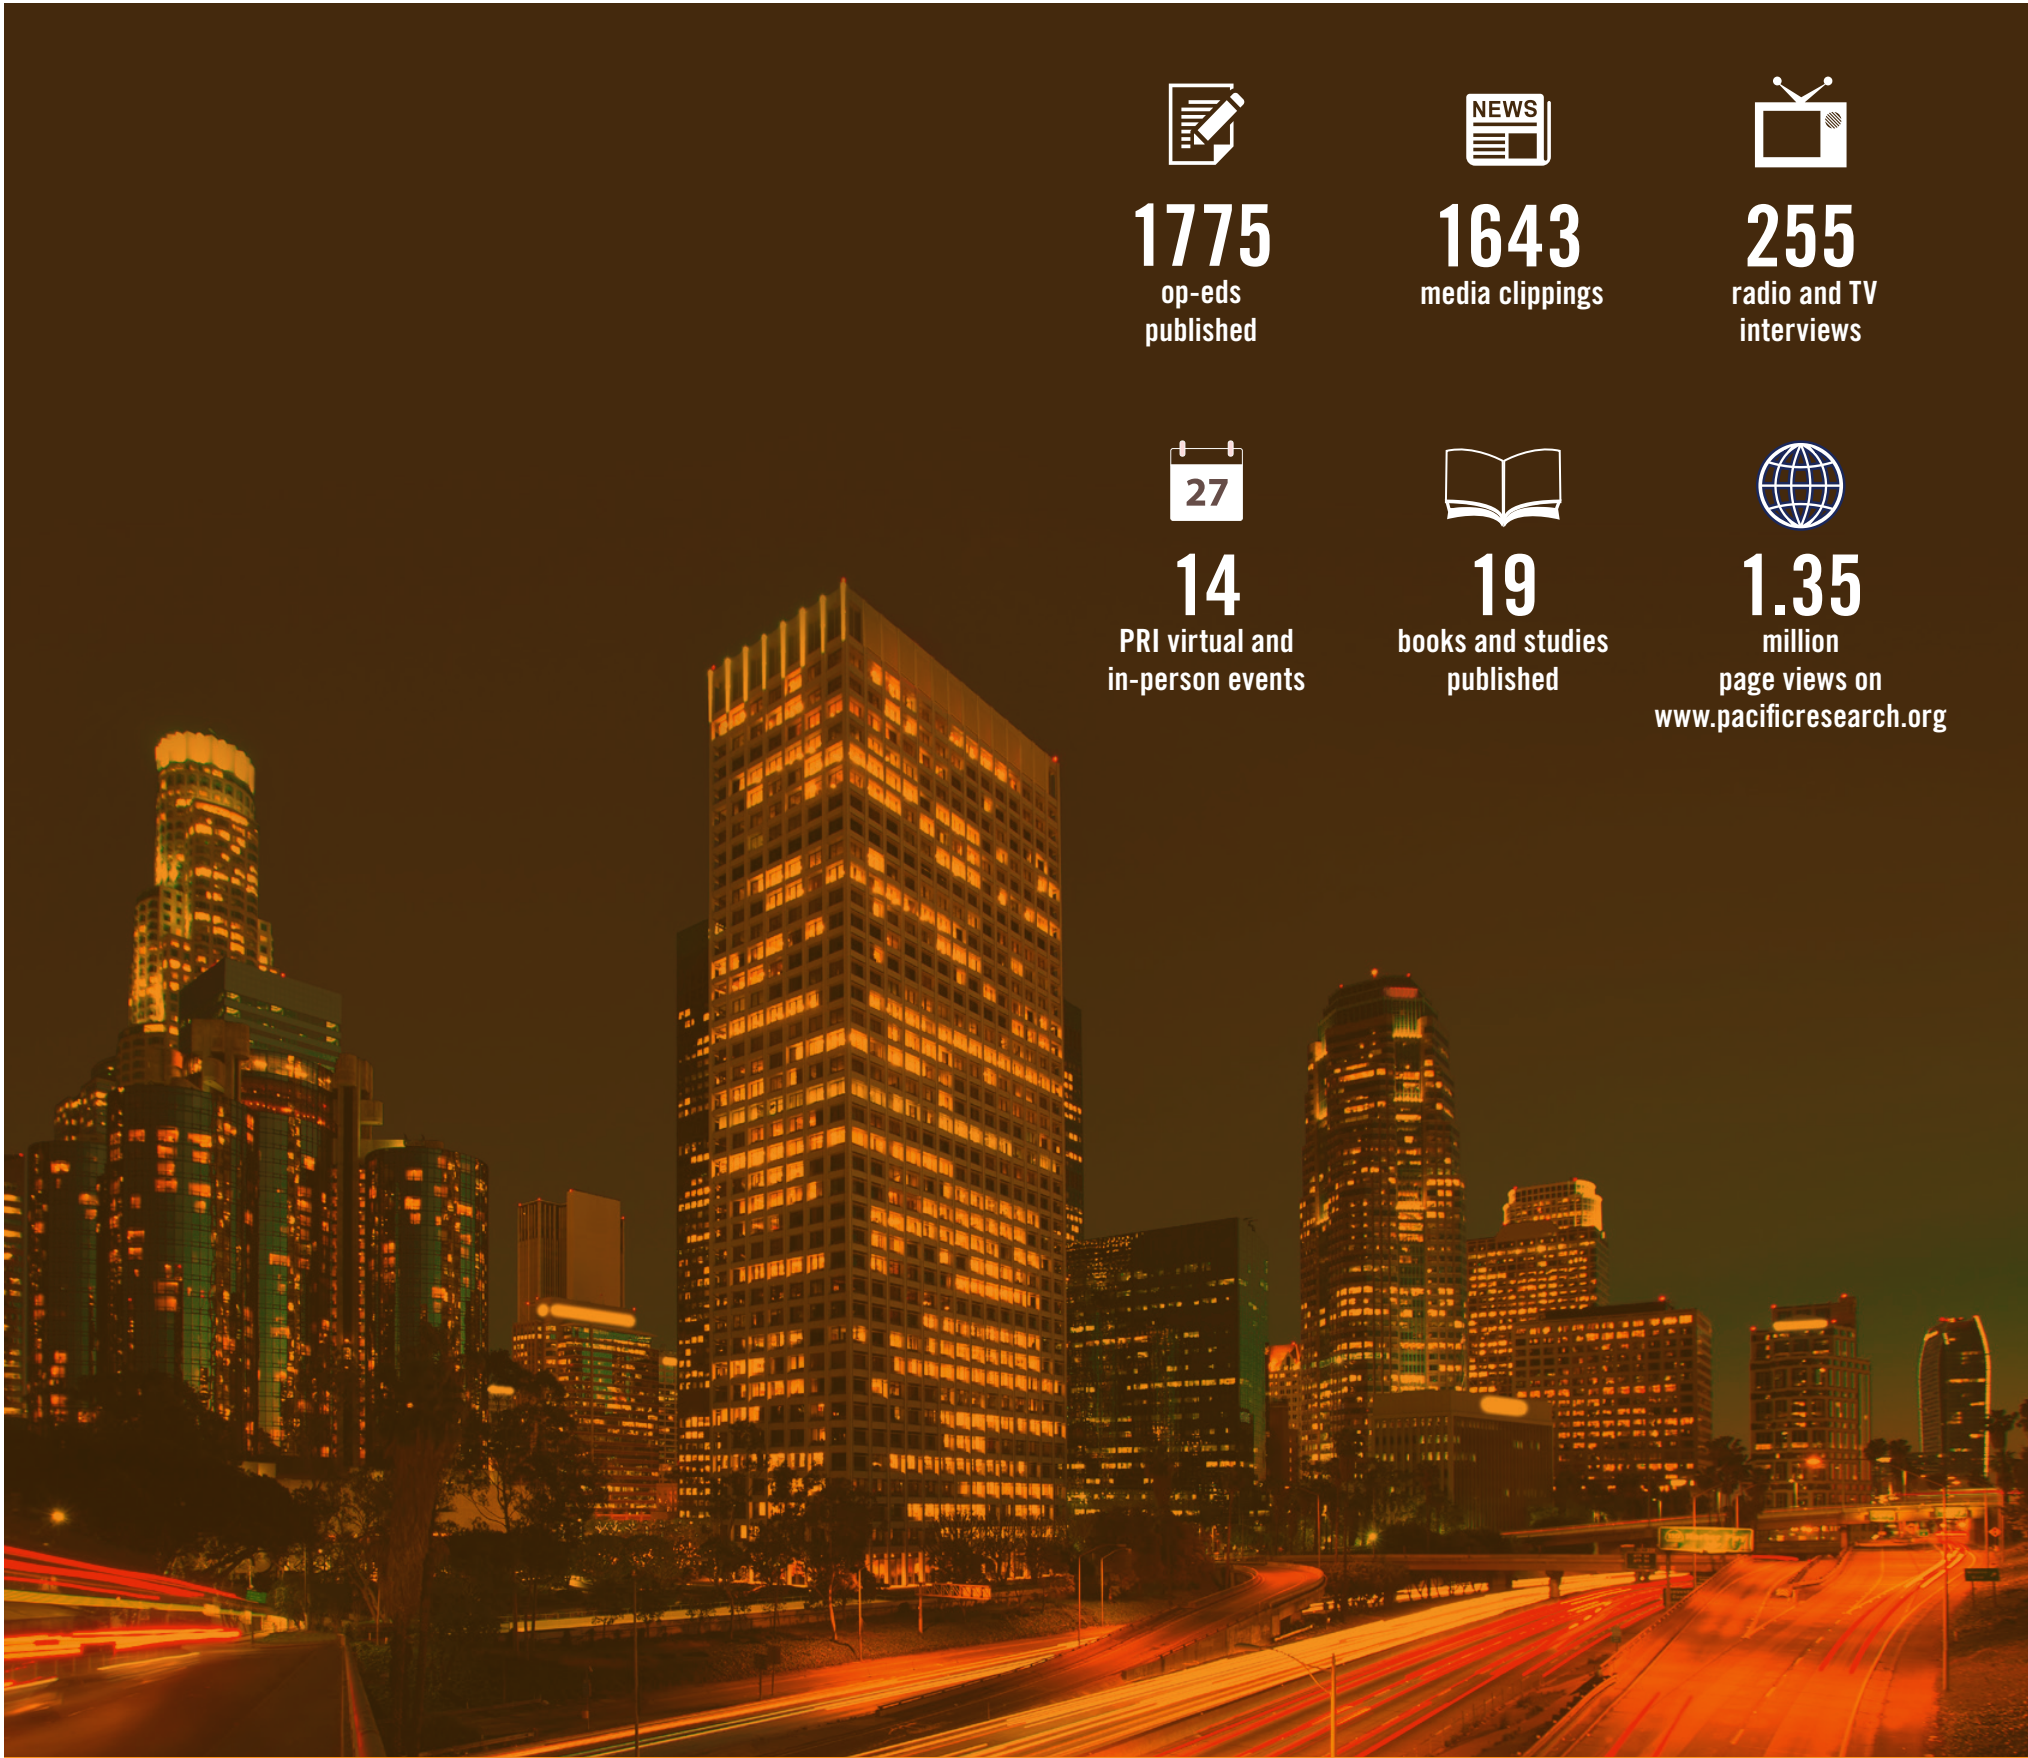 NEWS
1775
op-eds
published
1643
media clippings
255
radio and TV
interviews
27
14
PRI virtual and
in-person events
19
books and studies
published
1.35
million
page views on
www.pacificresearch.org